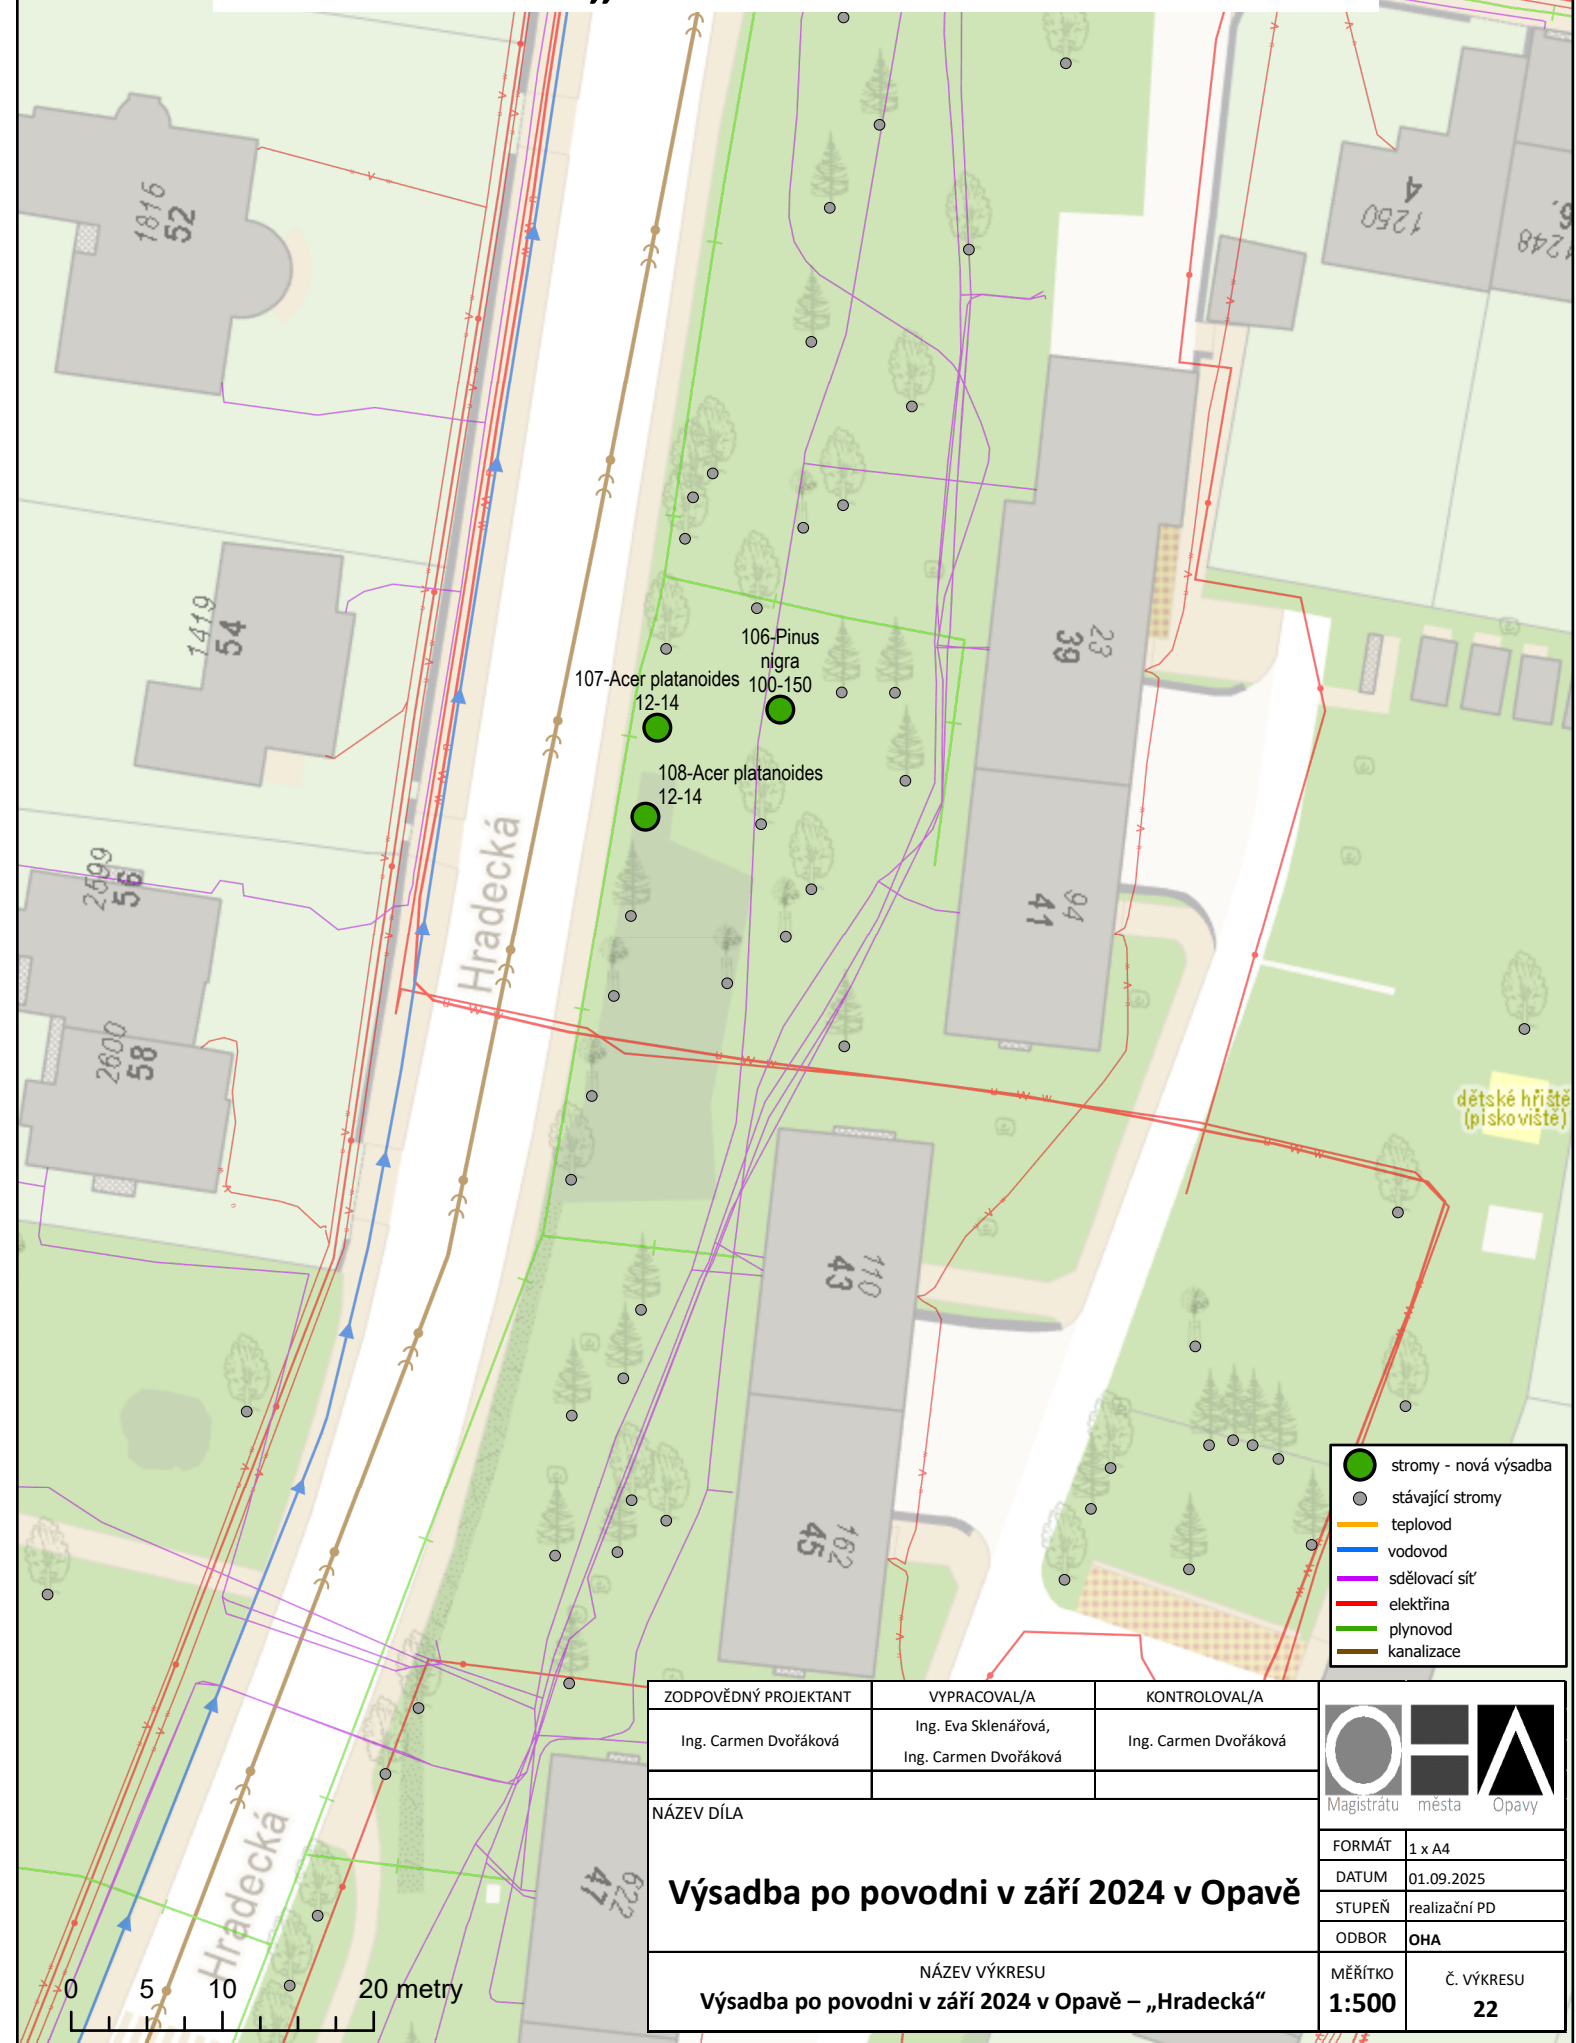 1816
52
1250
4
1248
6.
1419
54
23
39
106-Pinus
nigra
100-150
107-Acer platanoides
12-14
108-Acer platanoides
12-14
Hradecká
2599
56
94
41
2600
58
dětské hřiště
(pískoviště)
110
43
162
45
622
47
Hradecká
0 5 10 20 metry
stromy - nová výsadba
stávající stromy
teplovod
vodovod
sdělovací síť
elektřina
plynovod
kanalizace
ZODPOVĚDNÝ PROJEKTANT VYPRACOVAL/A KONTROLOVAL/A
Ing. Carmen Dvořáková Ing. Eva Sklenářová, Ing. Carmen Dvořáková
Ing. Carmen Dvořáková
OHA
Magistrátu města Opavy
NÁZEV DÍLA
Výsadba po povodni v září 2024 v Opavě
FORMÁT 1 x A4
DATUM 01.09.2025
STUPEŇ realizační PD
ODBOR OHA
NÁZEV VÝKRESU
Výsadba po povodni v září 2024 v Opavě – „Hradecká“
MĚŘÍTKO
1:500
Č. VÝKRESU
22